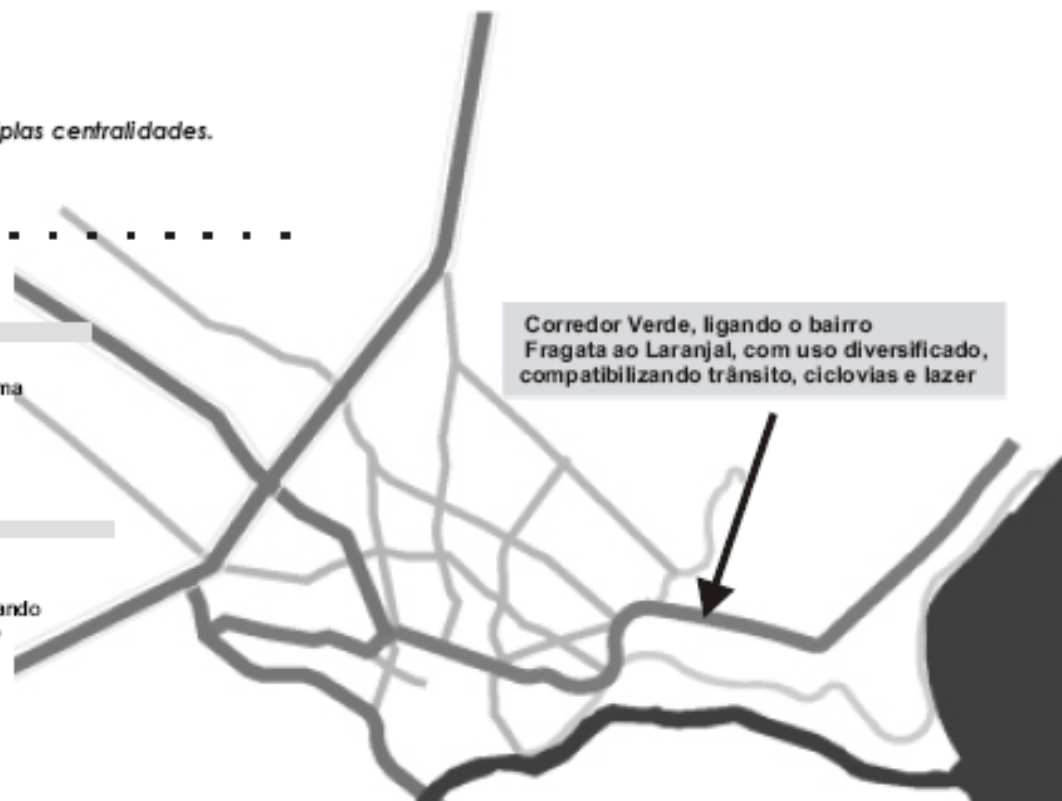 plas centralidades.
Corredor Verde, ligando o bairro
Fragata ao Laranjal, com uso diversificado,
compatibilizando trânsito, ciclovias e lazer
ma
ando